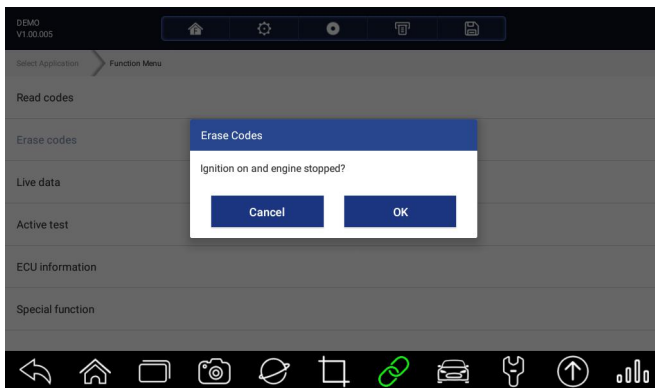 DEMO
V1.00.005
Select Application
Function Menu
Read codes
Erase codes
Erase Codes
Ignition on and engine stopped?
Cancel
OK
Live data
Active test
ECU information
Special function